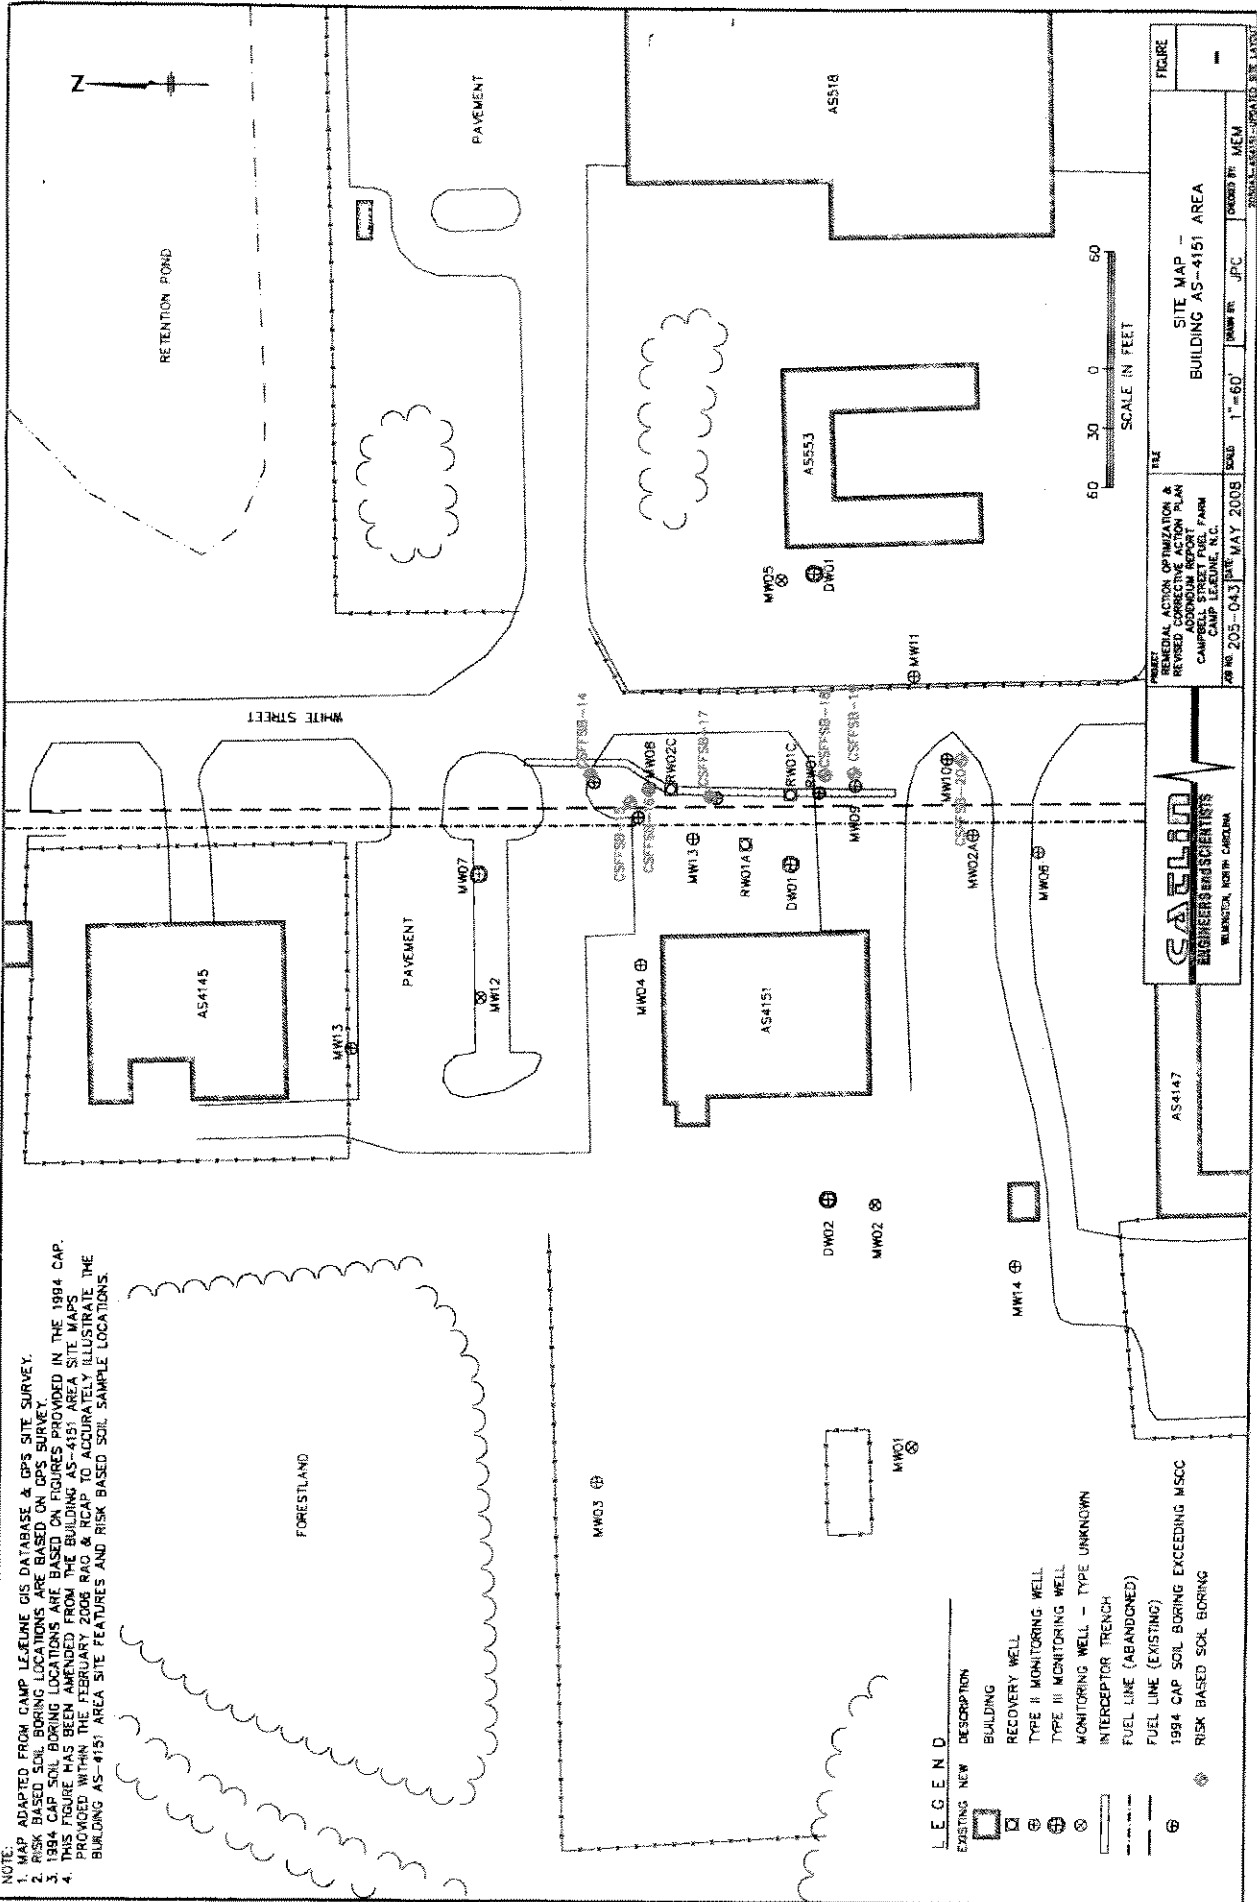 NOTE:
1. MAP ADAPTED FROM CAMP LEJEUNE GIS DATABASE & GPS SITE SURVEY.
2. RISK BASED SOIL BORING LOCATIONS ARE BASED ON GPS SURVEY.
3. 1994 CAP SOIL BORING LOCATIONS ARE BASED ON FIGURES PROVIDED IN THE 1994 CAP.
4. THIS FIGURE HAS BEEN AMENDED FROM THE BUILDING AS-4151 AREA SITE MAPS
PROVIDED WITHIN THE FEBRUARY 2006 RAO & RCAP TO ACCURATELY ILLUSTRATE THE
BUILDING AS-4151 AREA SITE FEATURES AND RISK BASED SOIL SAMPLE LOCATIONS.
N
RETENTION POND
PAVEMENT
WHITE STREET
AS4145
MW13
PAVEMENT
MW07
MW12
FORESTLAND
CSFFSB-14
MW08
RW02C
CSFFSB-17
MW13
RW01A
RW01C
RW01
CSFFSB-18
CSFFSB-19
DW01
MW09
MW04
AS4151
MW03
MW05
DW01
AS553
AS518
MW11
MW10
CSFFSB-20
MW02A
MW06
DW02
MW02
MW14
MW01
AS4147
60 30 0 60
SCALE IN FEET
LEGEND
EXISTING NEW DESCRIPTION
BUILDING
RECOVERY WELL
TYPE II MONITORING WELL
TYPE III MONITORING WELL
MONITORING WELL - TYPE UNKNOWN
INTERCEPTOR TRENCH
FUEL LINE (ABANDONED)
FUEL LINE (EXISTING)
1994 CAP SOIL BORING EXCEEDING MSCC
RISK BASED SOIL BORING
CATLIN
ENGINEERS and SCIENTISTS
WILMINGTON, NORTH CAROLINA
PROJECT
REMEDIAL ACTION OPTIMIZATION &
REVISED CORRECTIVE ACTION PLAN
ADDENDUM REPORT
CAMPBELL STREET FUEL FARM
CAMP LEJEUNE, N.C.
TITLE
SITE MAP -
BUILDING AS-4151 AREA
FIGURE
1
JOB NO. 205-043
DATE: MAY 2008
SCALE: 1"=60'
DRAWN BY: JPC
CHECKED BY: MEM